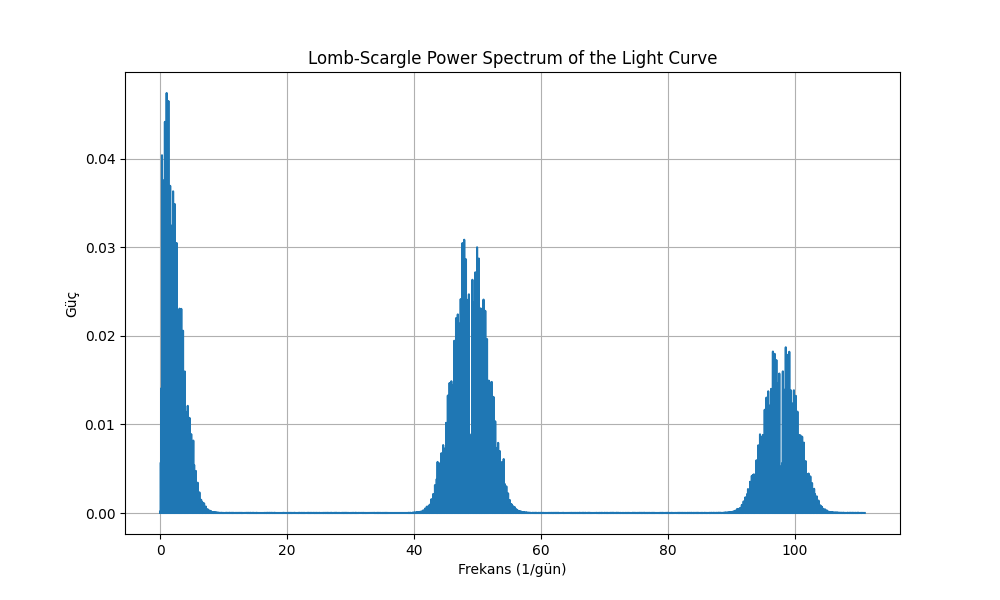 Lomb-Scargle Power Spectrum of the Light Curve
Güç
0.04
0.03
0.02
0.01
0.00
0 20 40 60 80 100
Frekans (1/gün)